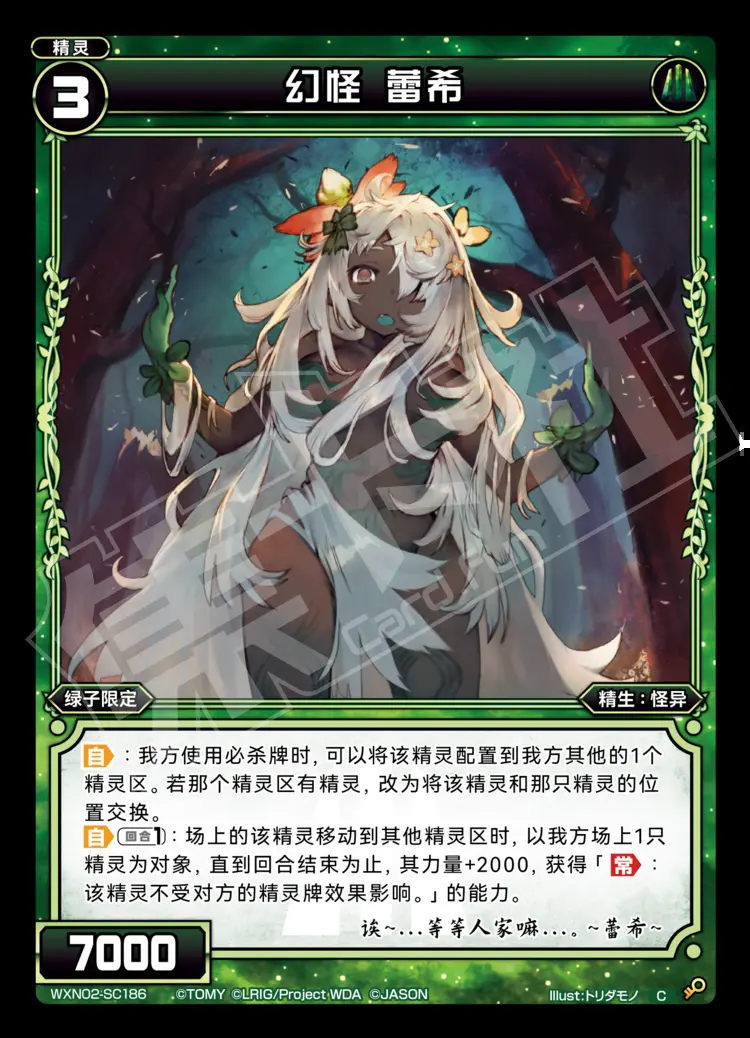 精灵
3
幻怪 蕾希
集卡社
Card.fun
绿子限定
精生：怪异
自：我方使用必杀牌时，可以将该精灵配置到我方其他的1个
精灵区。若那个精灵区有精灵，改为将该精灵和那只精灵的位
置交换。
自 回合1：场上的该精灵移动到其他精灵区时，以我方场上1只
精灵为对象，直到回合结束为止，其力量+2000，获得「常：
该精灵不受对方的精灵牌效果影响。」的能力。
诶~...等等人家嘛...。~蕾希~
7000
WXN02-SC186 ©TOMY ©LRIG/Project WDA ©JASON
Illust:トリダモノ C